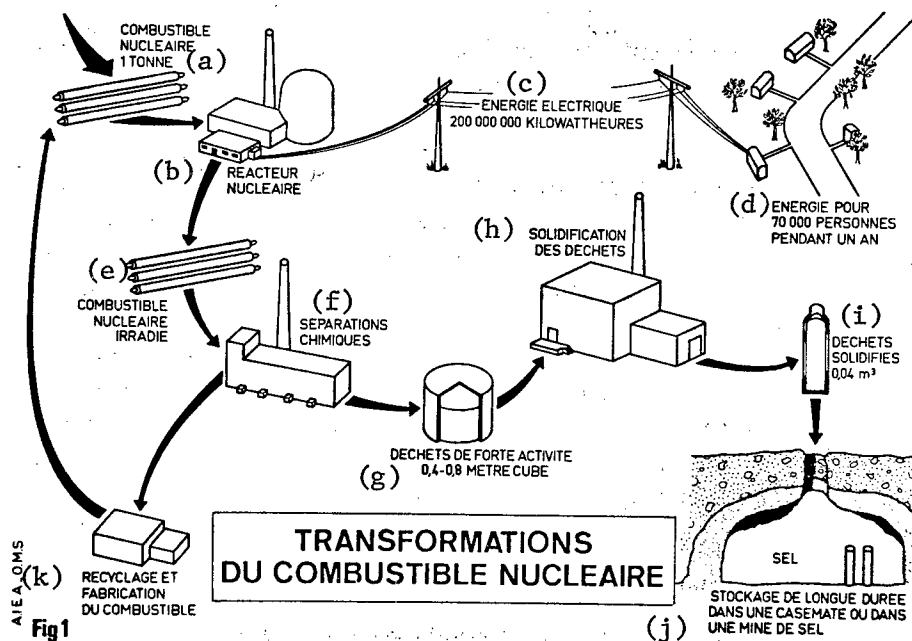 COMBUSTIBLE
NUCLEAIRE
1 TONNE
(a)
(b)
REACTEUR
NUCLEAIRE
(c)
ENERGIE ELECTRIQUE
200 000 000 KILOWATTHEURES
(d)
ENERGIE POUR
70 000 PERSONNES
PENDANT UN AN
(e)
COMBUSTIBLE
NUCLEAIRE
IRRADIE
(f)
SEPARATIONS
CHIMIQUES
(g)
DECHETS DE FORTE ACTIVITE
0,4-0,8 METRE CUBE
(h)
SOLIDIFICATION
DES DECHETS
(i)
DECHETS
SOLIDIFIES
0,04 m³
SEL
(j)
STOCKAGE DE LONGUE DUREE
DANS UNE CASEMATE OU DANS
UNE MINE DE SEL
(k)
RECYCLAGE ET
FABRICATION
DU COMBUSTIBLE
TRANSFORMATIONS
DU COMBUSTIBLE NUCLEAIRE
A.I.E.A. O.M.S
Fig 1